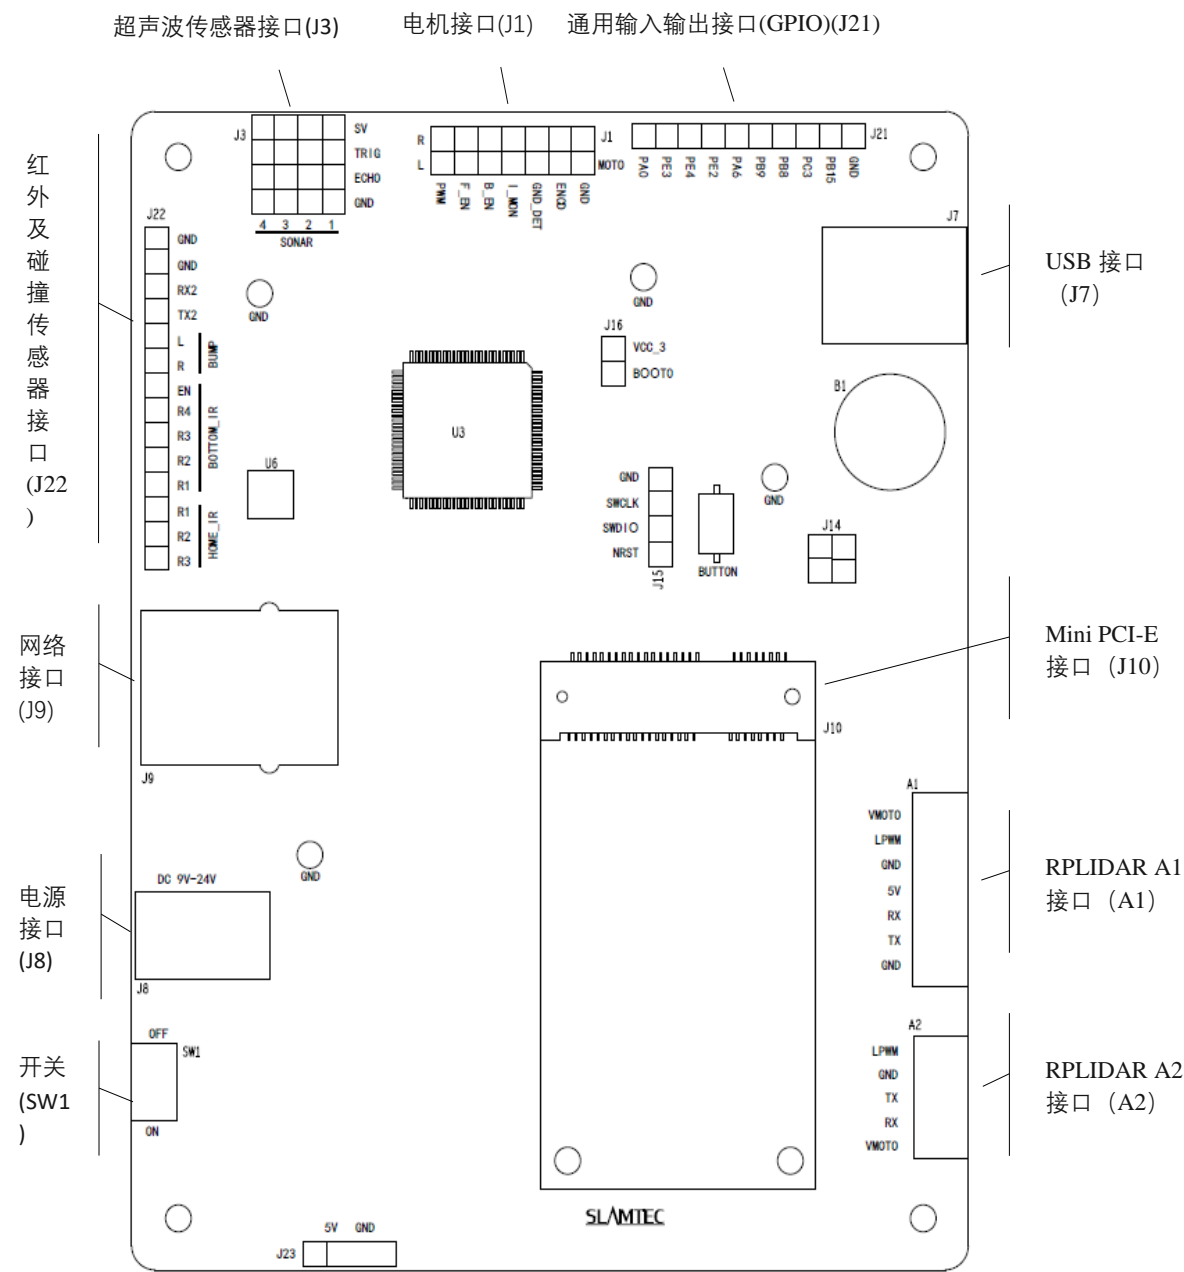 超声波传感器接口(J3)
电机接口(J1)
通用输入输出接口(GPIO)(J21)
红
外
及
碰
撞
传
感
器
接
口
(J22
)
网络
接口
(J9)
电源
接口
(J8)
开关
(SW1
)
J3
5V
TRIG
ECHO
GND
4 3 2 1
SONAR
R
L
J1
MOTO
PWM
F_EN
B_EN
I_MON
GND_DET
ENCD
GND
J21
PA0
PE3
PE4
PE2
PA6
PB9
PB8
PC3
PB15
GND
J22
GND
GND
RX2
TX2
L
R
BUMP
EN
R4
R3
R2
R1
BOTTOM_IR
R1
R2
R3
HOME_IR
GND
GND
J16
VCC_3
BOOT0
J7
B1
U3
U6
GND
SWCLK
SWDIO
NRST
J15
BUTTON
GND
J14
J9
J10
GND
DC 9V-24V
J8
OFF
SW1
ON
A1
VMOTO
LPWM
GND
5V
RX
TX
GND
A2
LPWM
GND
TX
RX
VMOTO
SLAMTEC
5V GND
J23
USB 接口
（J7）
Mini PCI-E
接口（J10）
RPLIDAR A1
接口（A1）
RPLIDAR A2
接口（A2）